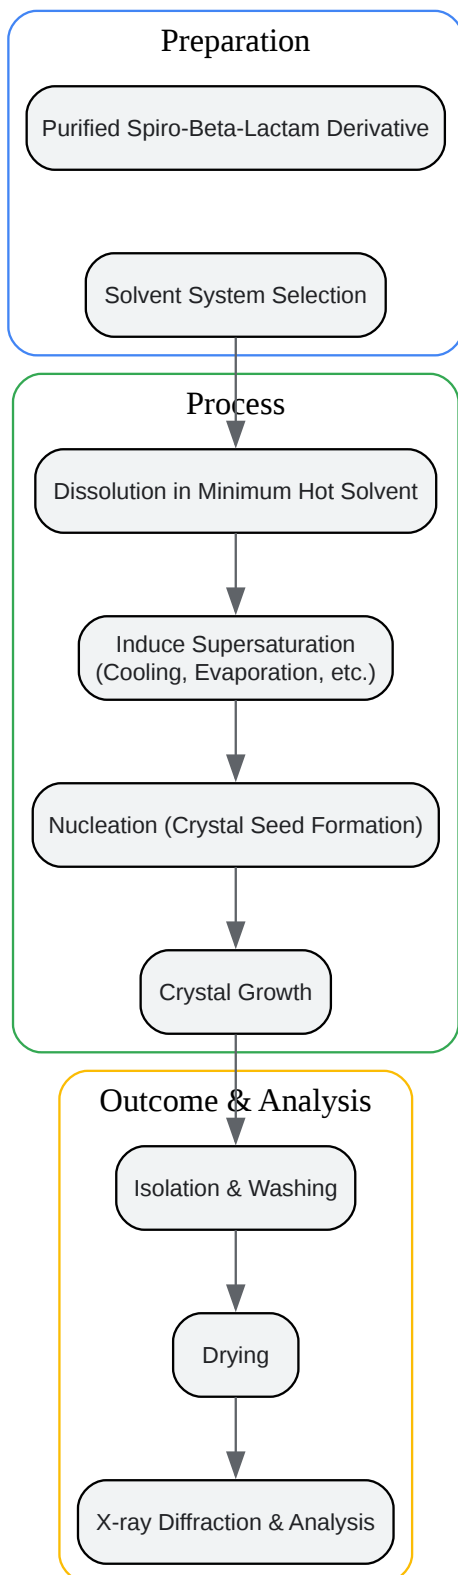 Preparation
Purified Spiro-Beta-Lactam Derivative
Solvent System Selection
Process
Dissolution in Minimum Hot Solvent
Induce Supersaturation
(Cooling, Evaporation, etc.)
Nucleation (Crystal Seed Formation)
Crystal Growth
Outcome & Analysis
Isolation & Washing
Drying
X-ray Diffraction & Analysis